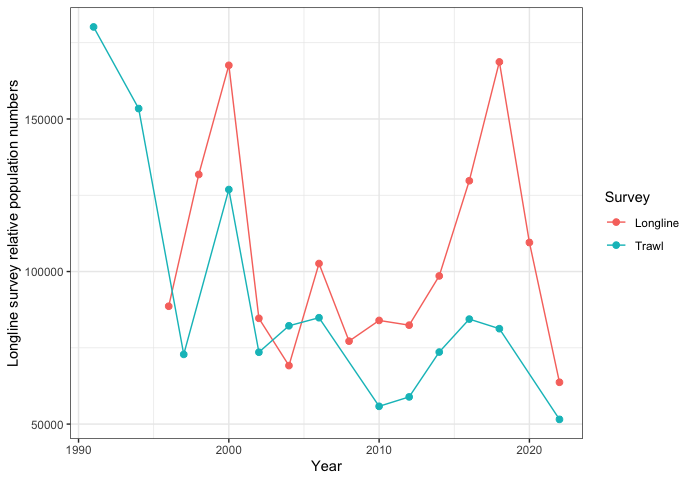 Longline survey relative population numbers
150000
100000
50000
1990
2000
2010
2020
Year
Survey
Longline
Trawl